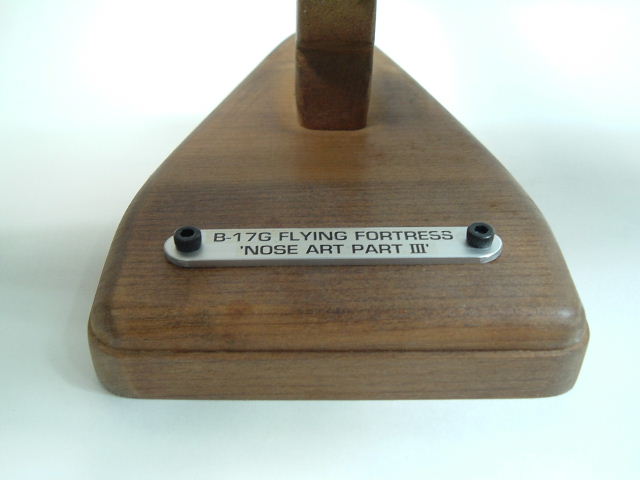 B-17G FLYING FORTRESS
'NOSE ART PART III'